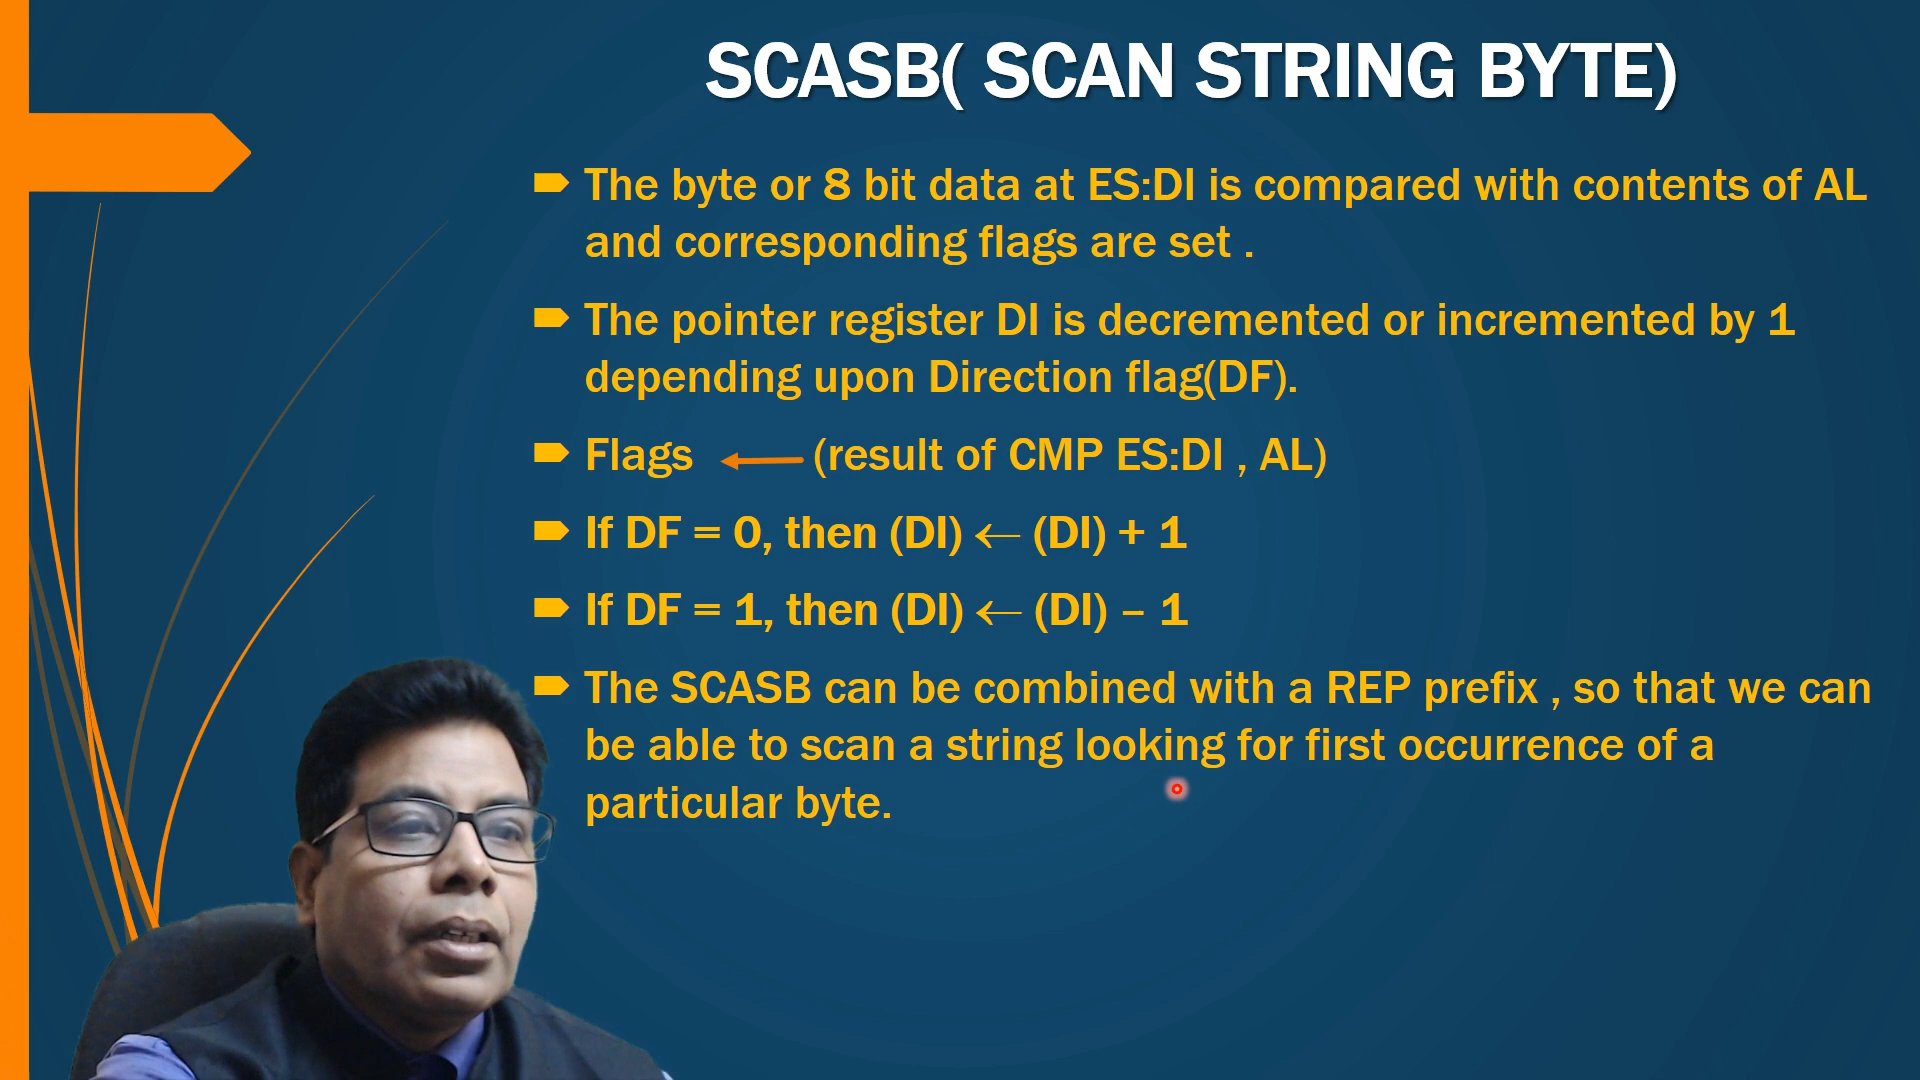 SCASB( SCAN STRING BYTE)
The byte or 8 bit data at ES:DI is compared with contents of AL
and corresponding flags are set .
The pointer register DI is decremented or incremented by 1
depending upon Direction flag(DF).
Flags ← (result of CMP ES:DI , AL)
If DF = 0, then (DI) ← (DI) + 1
If DF = 1, then (DI) ← (DI) – 1
The SCASB can be combined with a REP prefix , so that we can
be able to scan a string looking for first occurrence of a
particular byte.